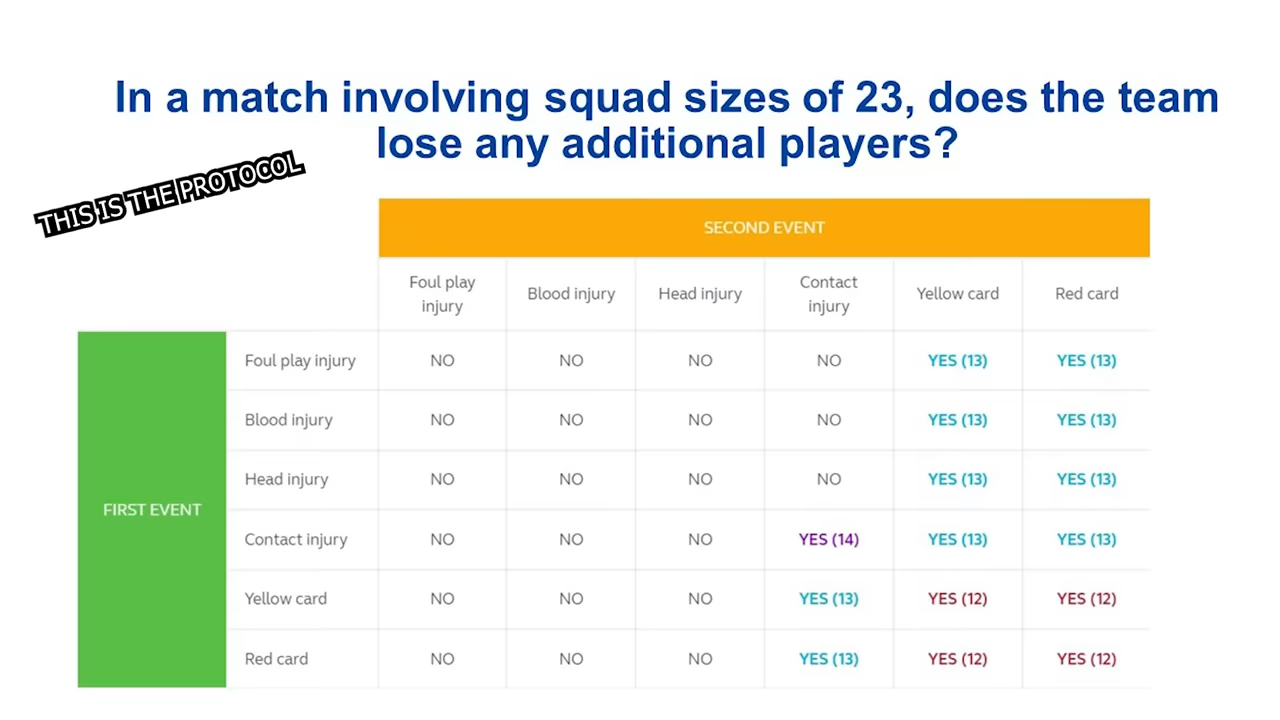 In a match involving squad sizes of 23, does the team
lose any additional players?
THIS IS THE PROTOCOL
SECOND EVENT
Foul play injury Blood injury Head injury Contact injury Yellow card Red card
FIRST EVENT
Foul play injury NO NO NO NO YES (13) YES (13)
Blood injury NO NO NO NO YES (13) YES (13)
Head injury NO NO NO NO YES (13) YES (13)
Contact injury NO NO NO YES (14) YES (13) YES (13)
Yellow card NO NO NO YES (13) YES (12) YES (12)
Red card NO NO NO YES (13) YES (12) YES (12)